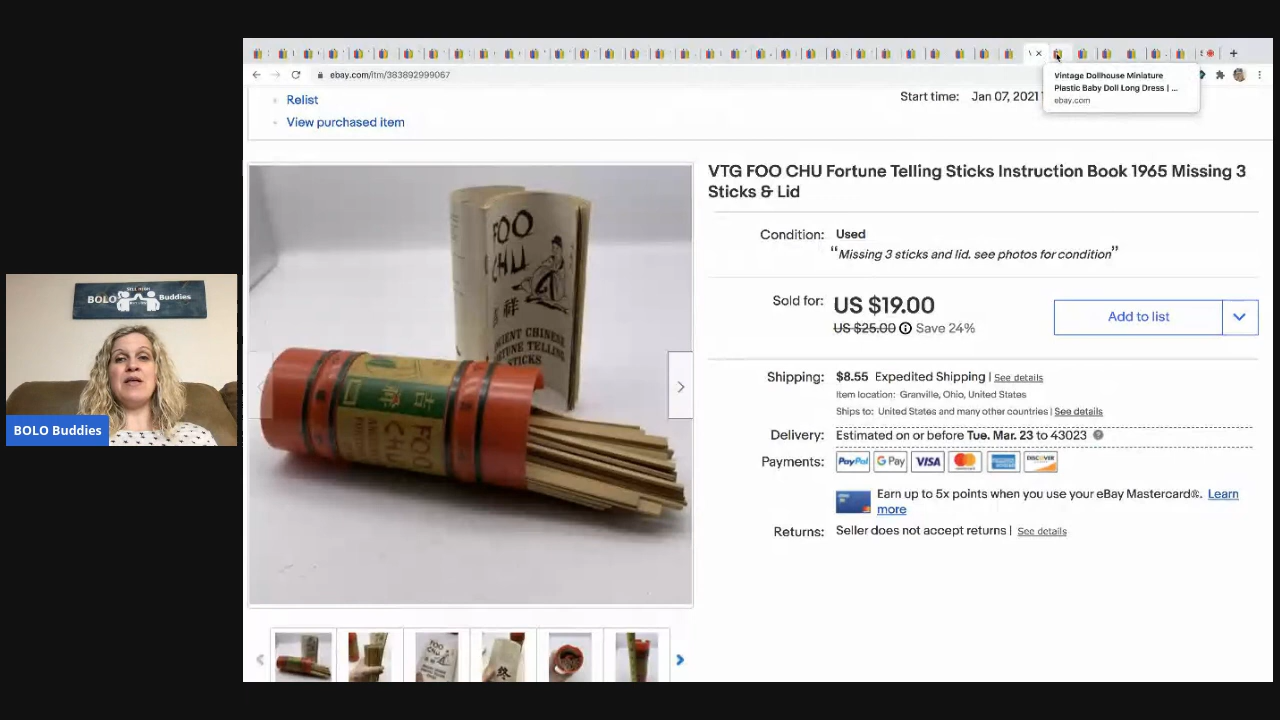 ebay.com/itm/383892999067
Vintage Dollhouse Miniature
Plastic Baby Doll Long Dress | ...
ebay.com
Relist
View purchased item
Start time: Jan 07, 2021
VTG FOO CHU Fortune Telling Sticks Instruction Book 1965 Missing 3
Sticks & Lid
Condition: Used
“Missing 3 sticks and lid. see photos for condition”
Sold for: US $19.00
US $25.00 Save 24%
Add to list
Shipping: $8.55 Expedited Shipping | See details
Item location: Granville, Ohio, United States
Ships to: United States and many other countries | See details
Delivery: Estimated on or before Tue. Mar. 23 to 43023
Payments: PayPal G Pay VISA
DISCOVER
Earn up to 5x points when you use your eBay Mastercard®. Learn
more
Returns: Seller does not accept returns | See details
FOO
CHU
吉祥
ANCIENT CHINESE
FORTUNE TELLING
STICKS
FOO
CHU
BOLO Buddies
BOLO Buddies